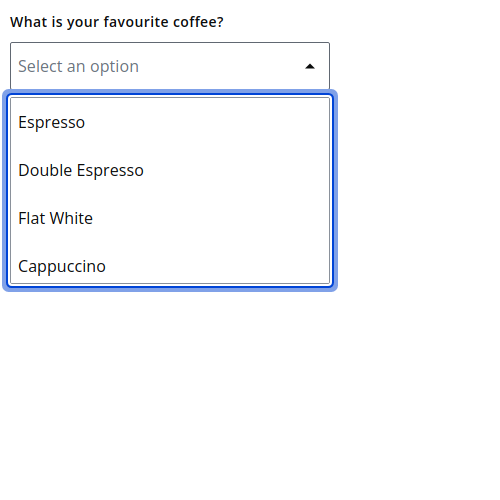 What is your favourite coffee?
Select an option
Espresso
Double Espresso
Flat White
Cappuccino